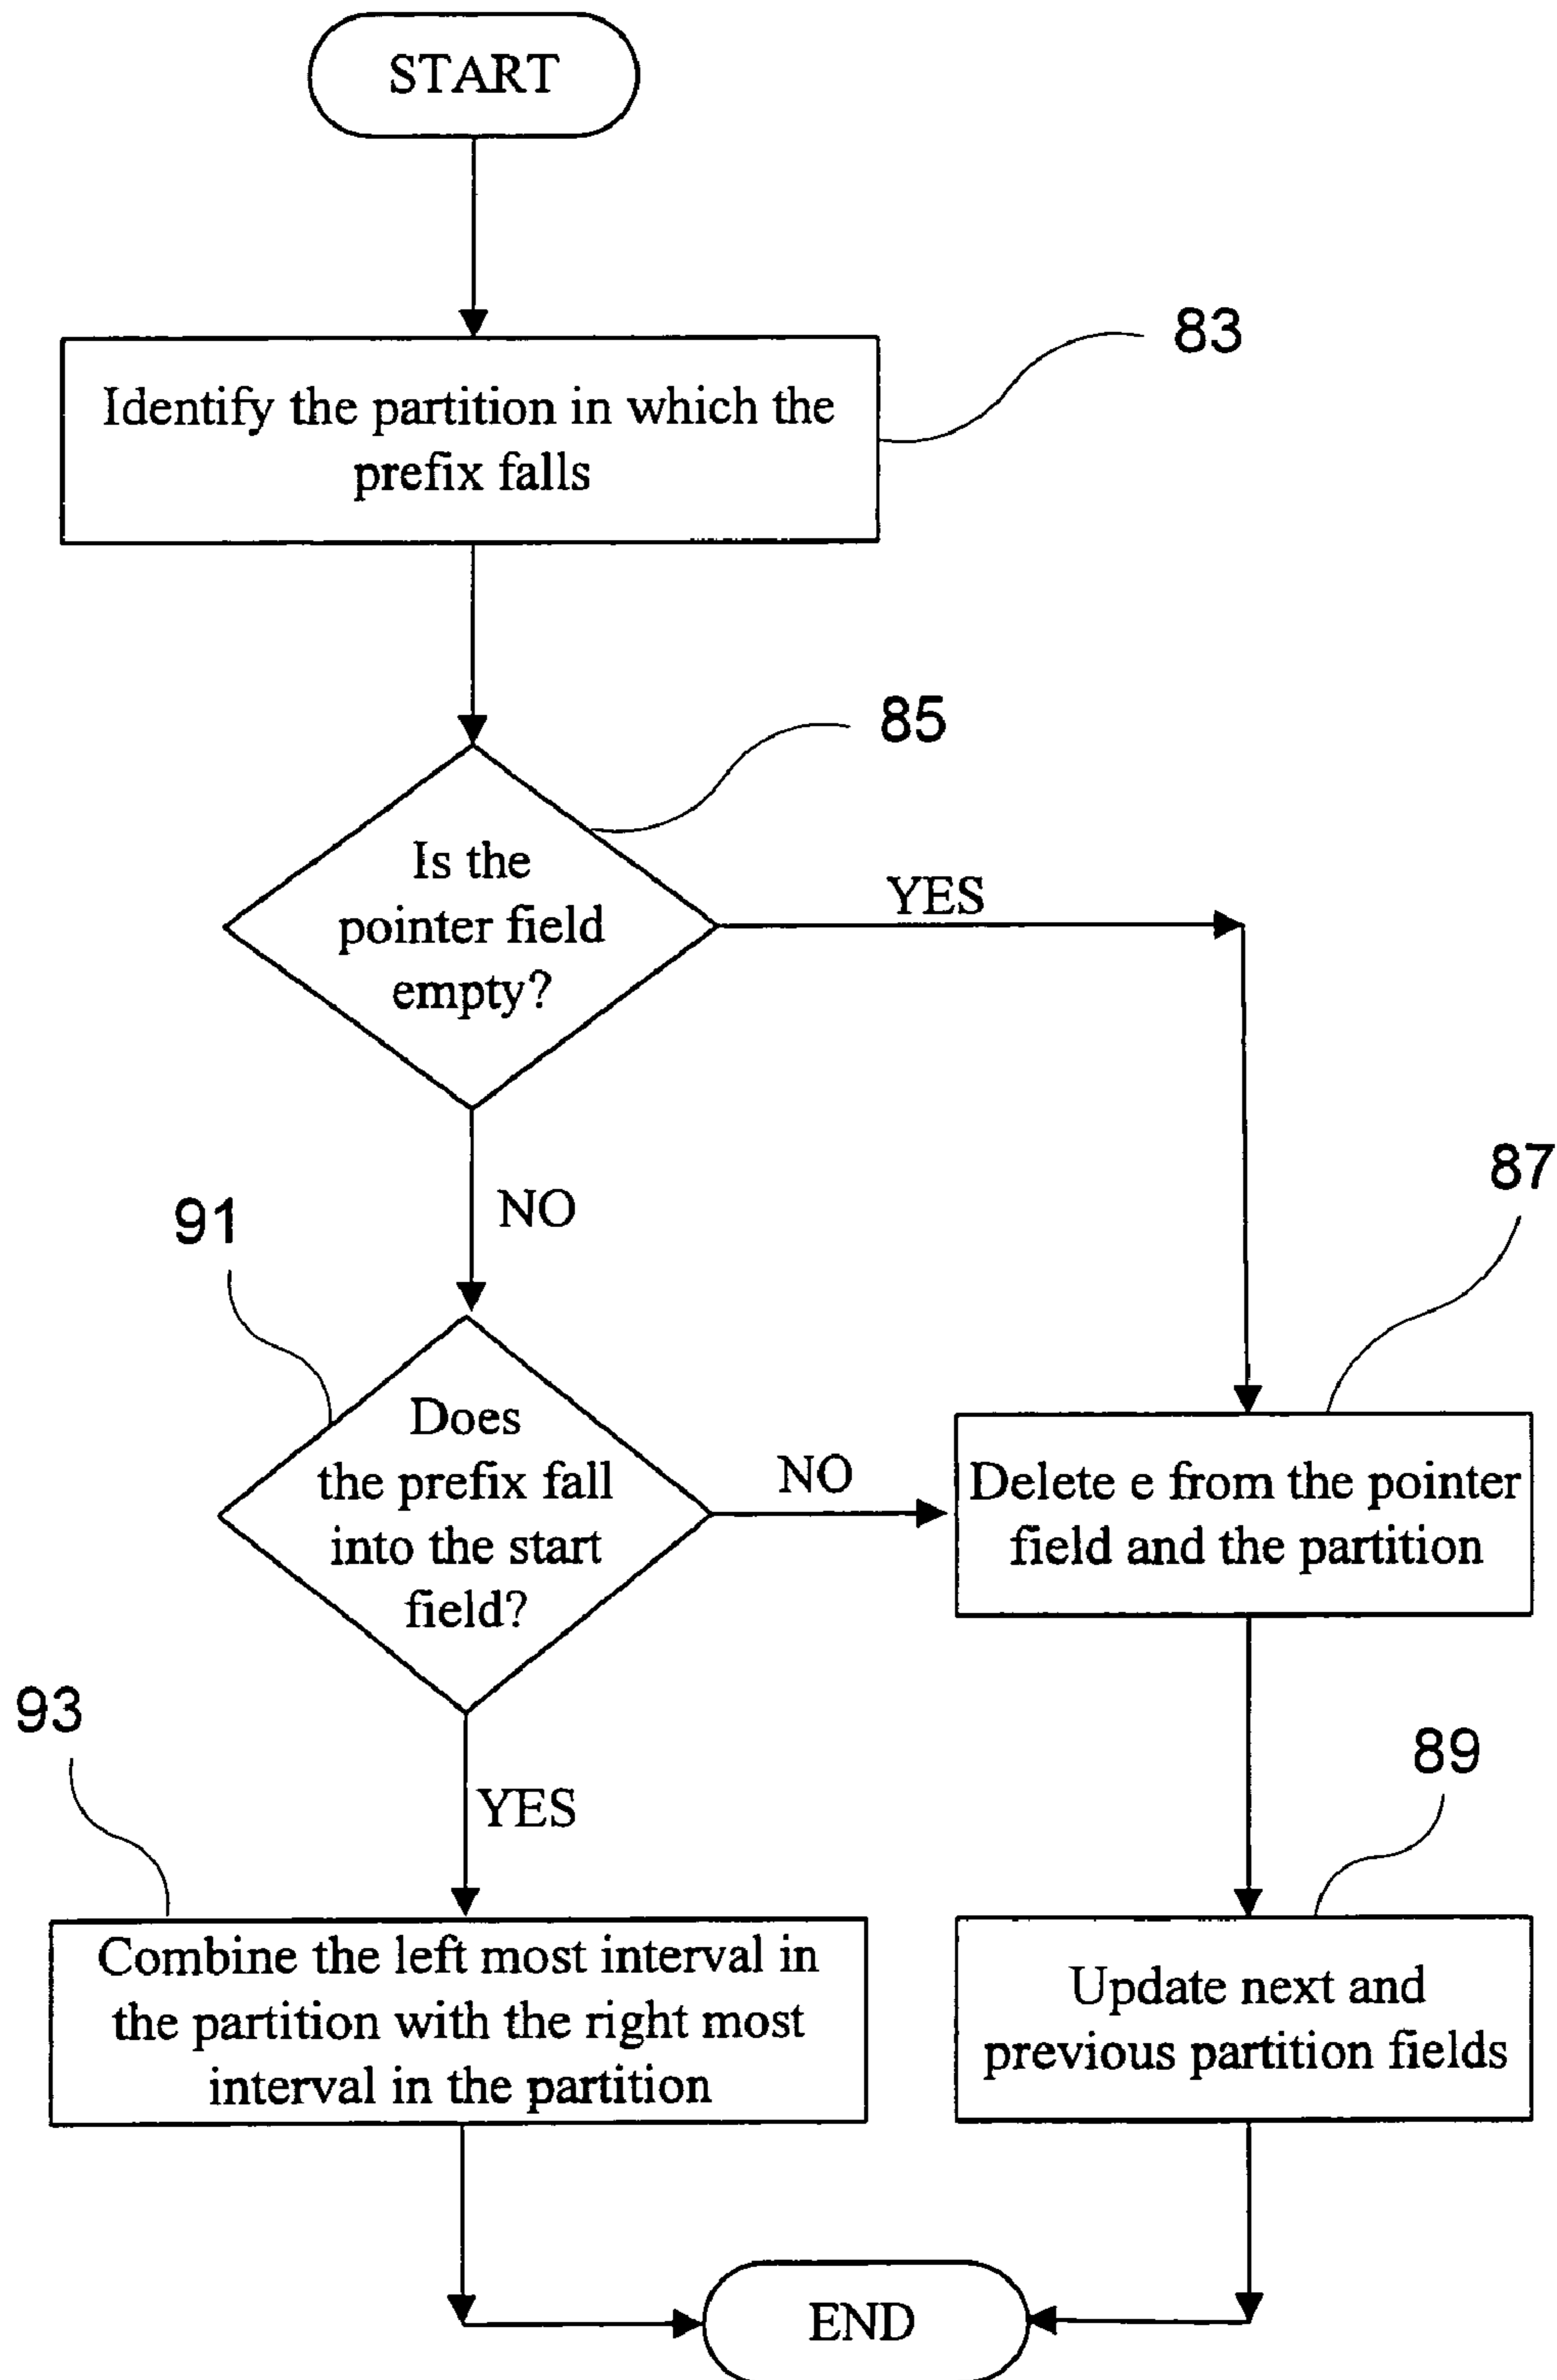 START
83
Identify the partition in which the
prefix falls
85
Is the
pointer field
empty?
YES
NO
87
91
Does
the prefix fall
into the start
field?
NO
Delete e from the pointer
field and the partition
93
YES
89
Combine the left most interval in
the partition with the right most
interval in the partition
Update next and
previous partition fields
END